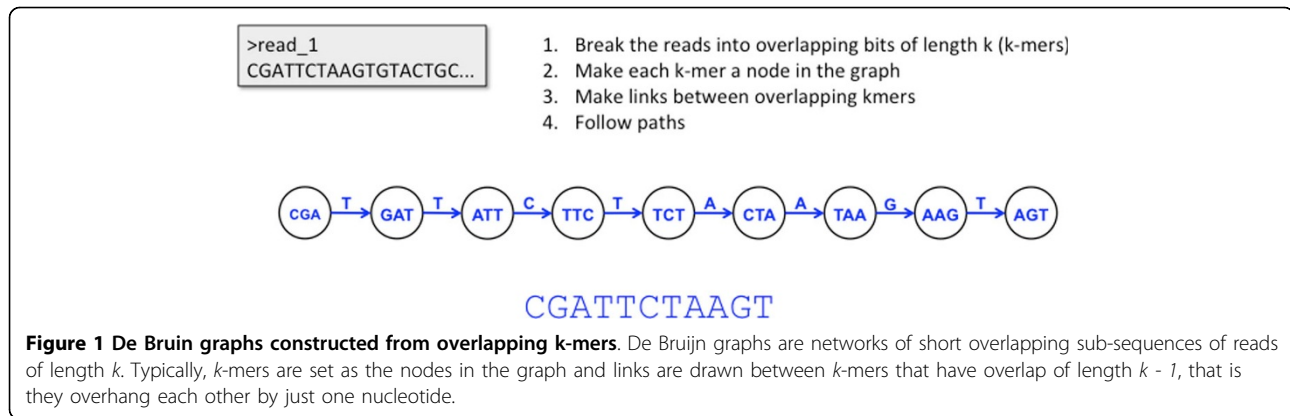 >read_1
CGATTCTAAGTGTACTGC...
1. Break the reads into overlapping bits of length k (k-mers)
2. Make each k-mer a node in the graph
3. Make links between overlapping kmers
4. Follow paths
CGA T GAT T ATT C TTC T TCT A CTA A TAA G AAG T AGT
CGATTCTAAGT
Figure 1 De Bruin graphs constructed from overlapping k-mers. De Bruijn graphs are networks of short overlapping sub-sequences of reads
of length k. Typically, k-mers are set as the nodes in the graph and links are drawn between k-mers that have overlap of length k - 1, that is
they overhang each other by just one nucleotide.